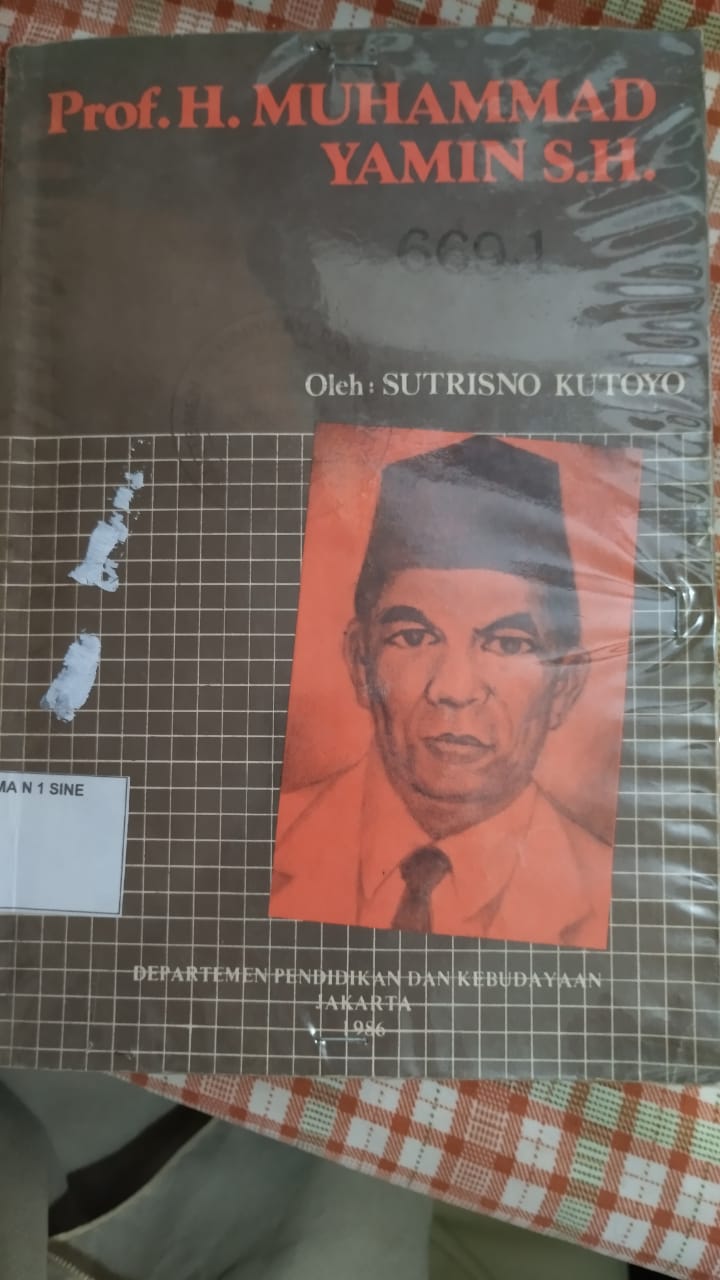 Prof. H. MUHAMMAD
YAMIN S.H.
669.1
Oleh : SUTRISNO KUTOYO
MA N 1 SINE
DEPARTEMEN PENDIDIKAN DAN KEBUDAYAAN
JAKARTA
1986